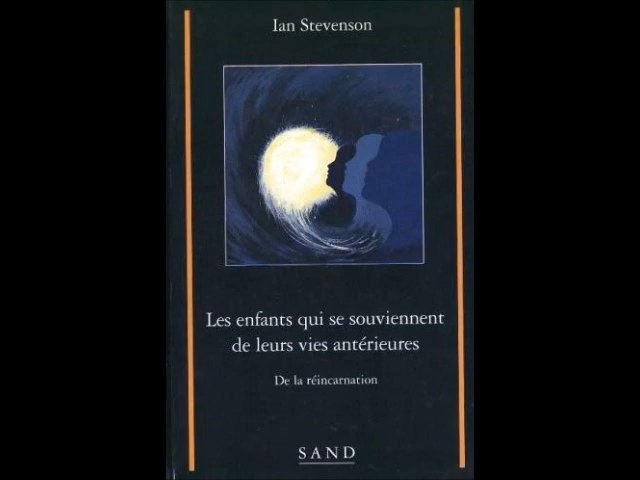 Ian Stevenson
Les enfants qui se souviennent
de leurs vies antérieures
De la réincarnation
SAND